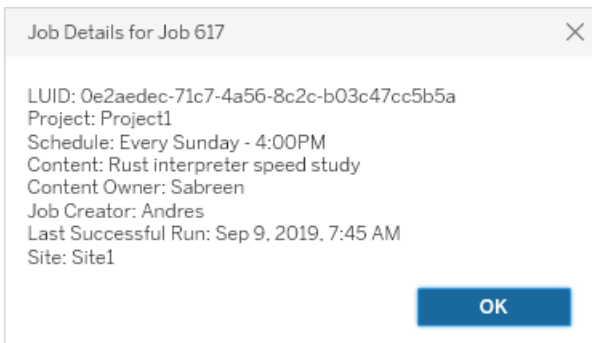 Job Details for Job 617
LUID: 0e2aedec-71c7-4a56-8c2c-b03c47cc5b5a
Project: Project1
Schedule: Every Sunday - 4:00PM
Content: Rust interpreter speed study
Content Owner: Sabreen
Job Creator: Andres
Last Successful Run: Sep 9, 2019, 7:45 AM
Site: Site1
OK